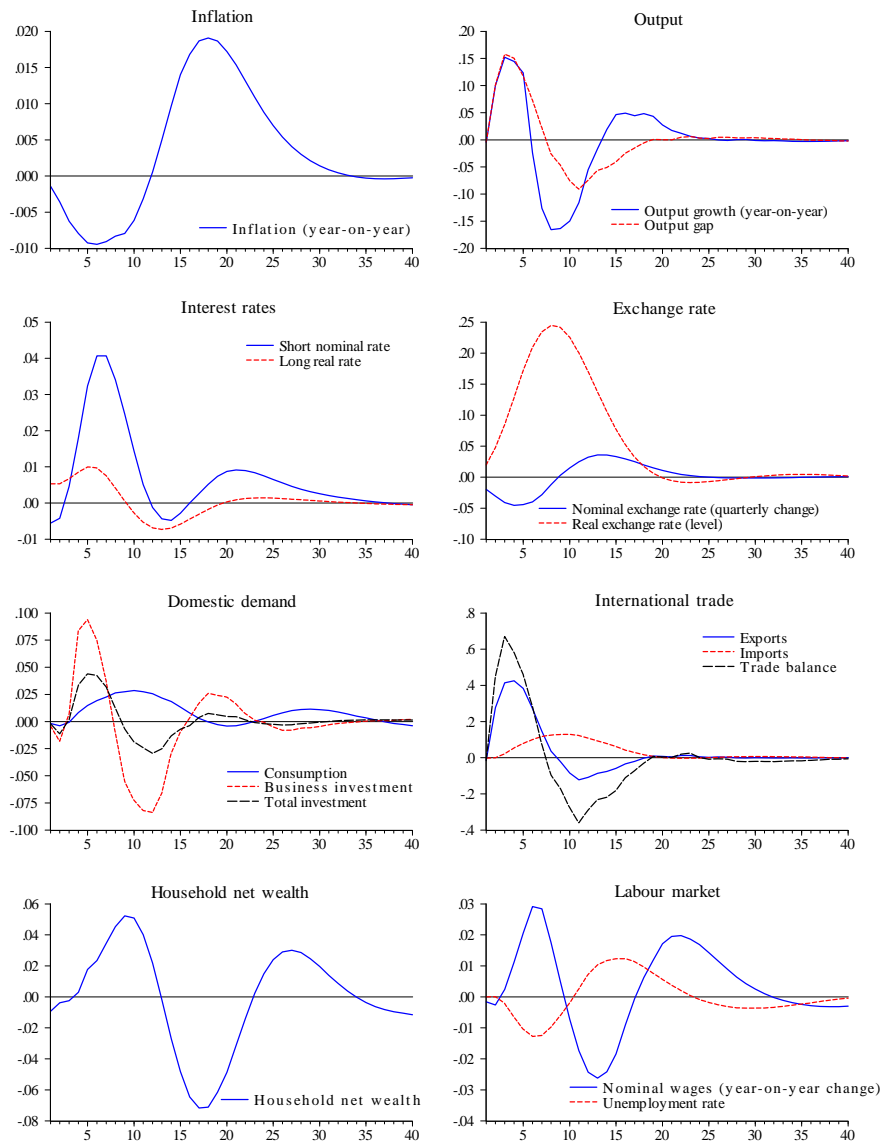 Inflation
.020
.015
.010
.005
.000
-.005
-.010
Inflation (year-on-year)
5 10 15 20 25 30 35 40
Output
.20
.15
.10
.05
.00
-.05
-.10
-.15
-.20
Output growth (year-on-year)
Output gap
5 10 15 20 25 30 35 40
Interest rates
.05
.04
.03
.02
.01
.00
-.01
Short nominal rate
Long real rate
5 10 15 20 25 30 35 40
Exchange rate
.25
.20
.15
.10
.05
.00
-.05
-.10
Nominal exchange rate (quarterly change)
Real exchange rate (level)
5 10 15 20 25 30 35 40
Domestic demand
.100
.075
.050
.025
.000
-.025
-.050
-.075
-.100
Consumption
Business investment
Total investment
5 10 15 20 25 30 35 40
International trade
.8
.6
.4
.2
.0
-.2
-.4
Exports
Imports
Trade balance
5 10 15 20 25 30 35 40
Household net wealth
.06
.04
.02
.00
-.02
-.04
-.06
-.08
Household net wealth
5 10 15 20 25 30 35 40
Labour market
.03
.02
.01
.00
-.01
-.02
-.03
-.04
Nominal wages (year-on-year change)
Unemployment rate
5 10 15 20 25 30 35 40